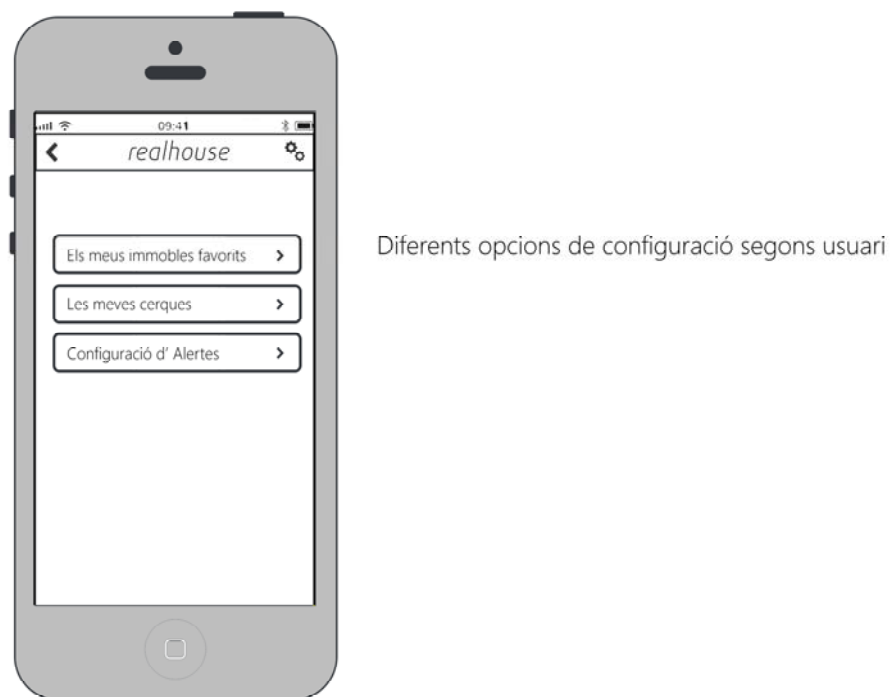 09:41
realhouse
Els meus immobles favorits
Les meves cerques
Configuració d' Alertes
Diferents opcions de configuració segons usuari